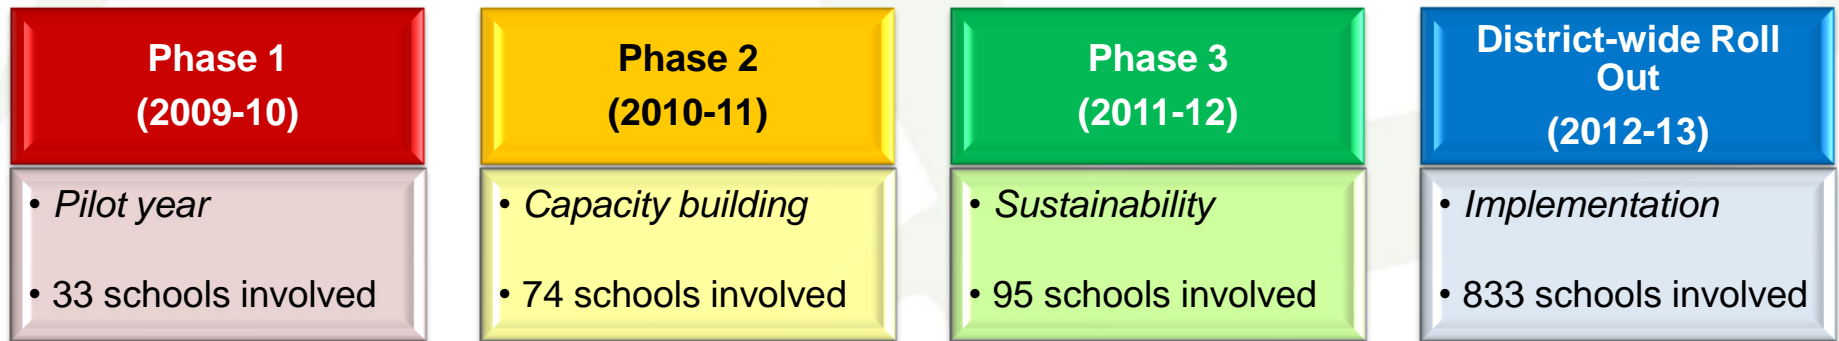 Phase 1
(2009-10)
• Pilot year
• 33 schools involved
Phase 2
(2010-11)
• Capacity building
• 74 schools involved
Phase 3
(2011-12)
• Sustainability
• 95 schools involved
District-wide Roll
Out
(2012-13)
• Implementation
• 833 schools involved